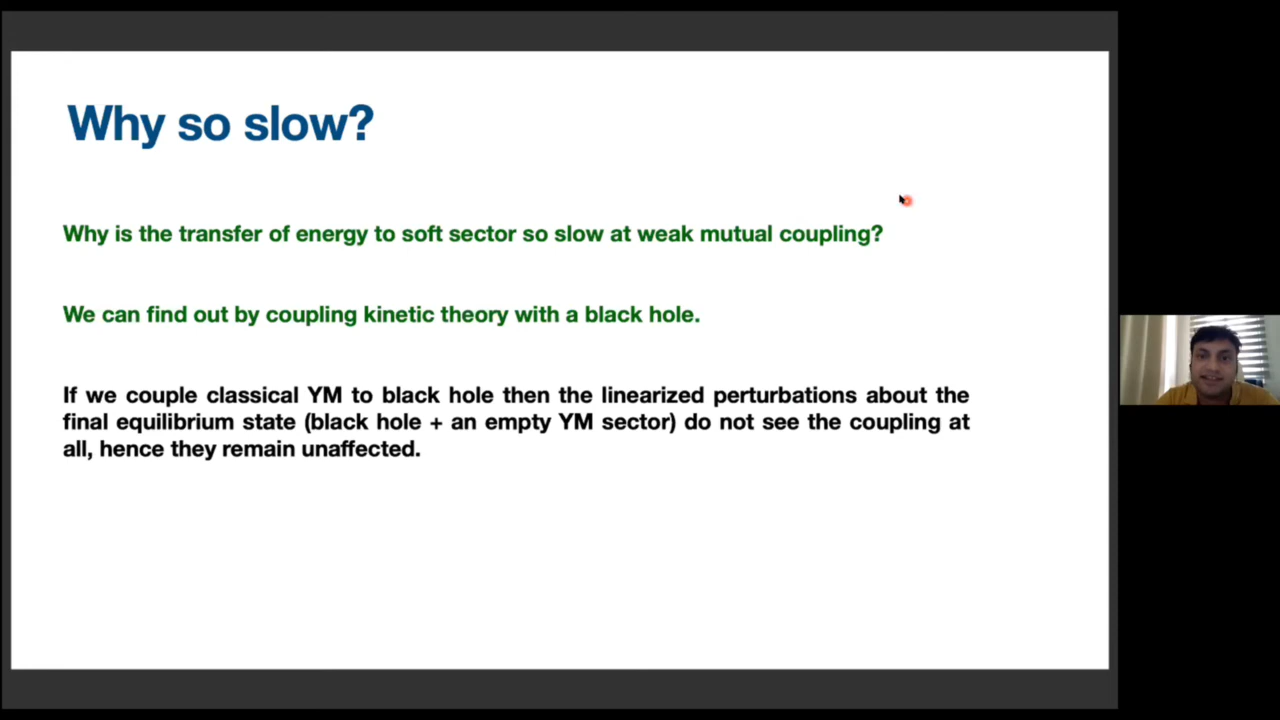 Why so slow?
Why is the transfer of energy to soft sector so slow at weak mutual coupling?
We can find out by coupling kinetic theory with a black hole.
If we couple classical YM to black hole then the linearized perturbations about the
final equilibrium state (black hole + an empty YM sector) do not see the coupling at
all, hence they remain unaffected.